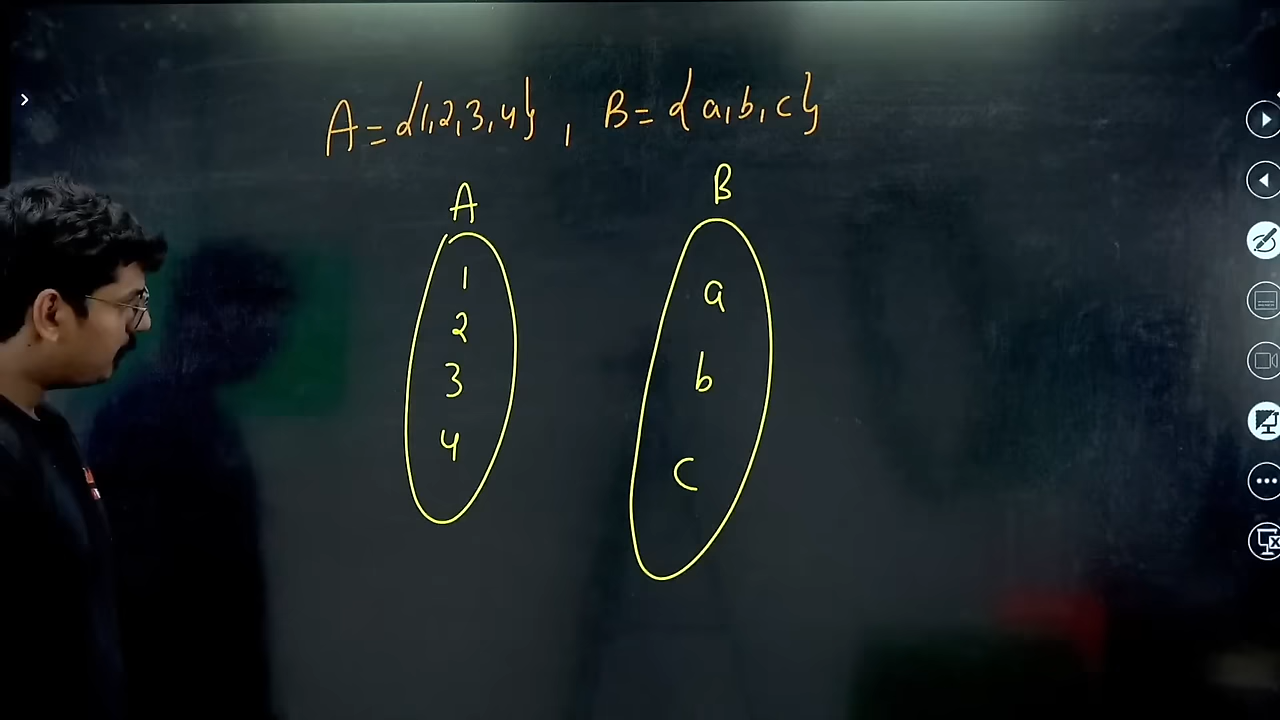 A = {1,2,3,4} , B = {a,b,c}
A
B
1
2
3
4
a
b
c